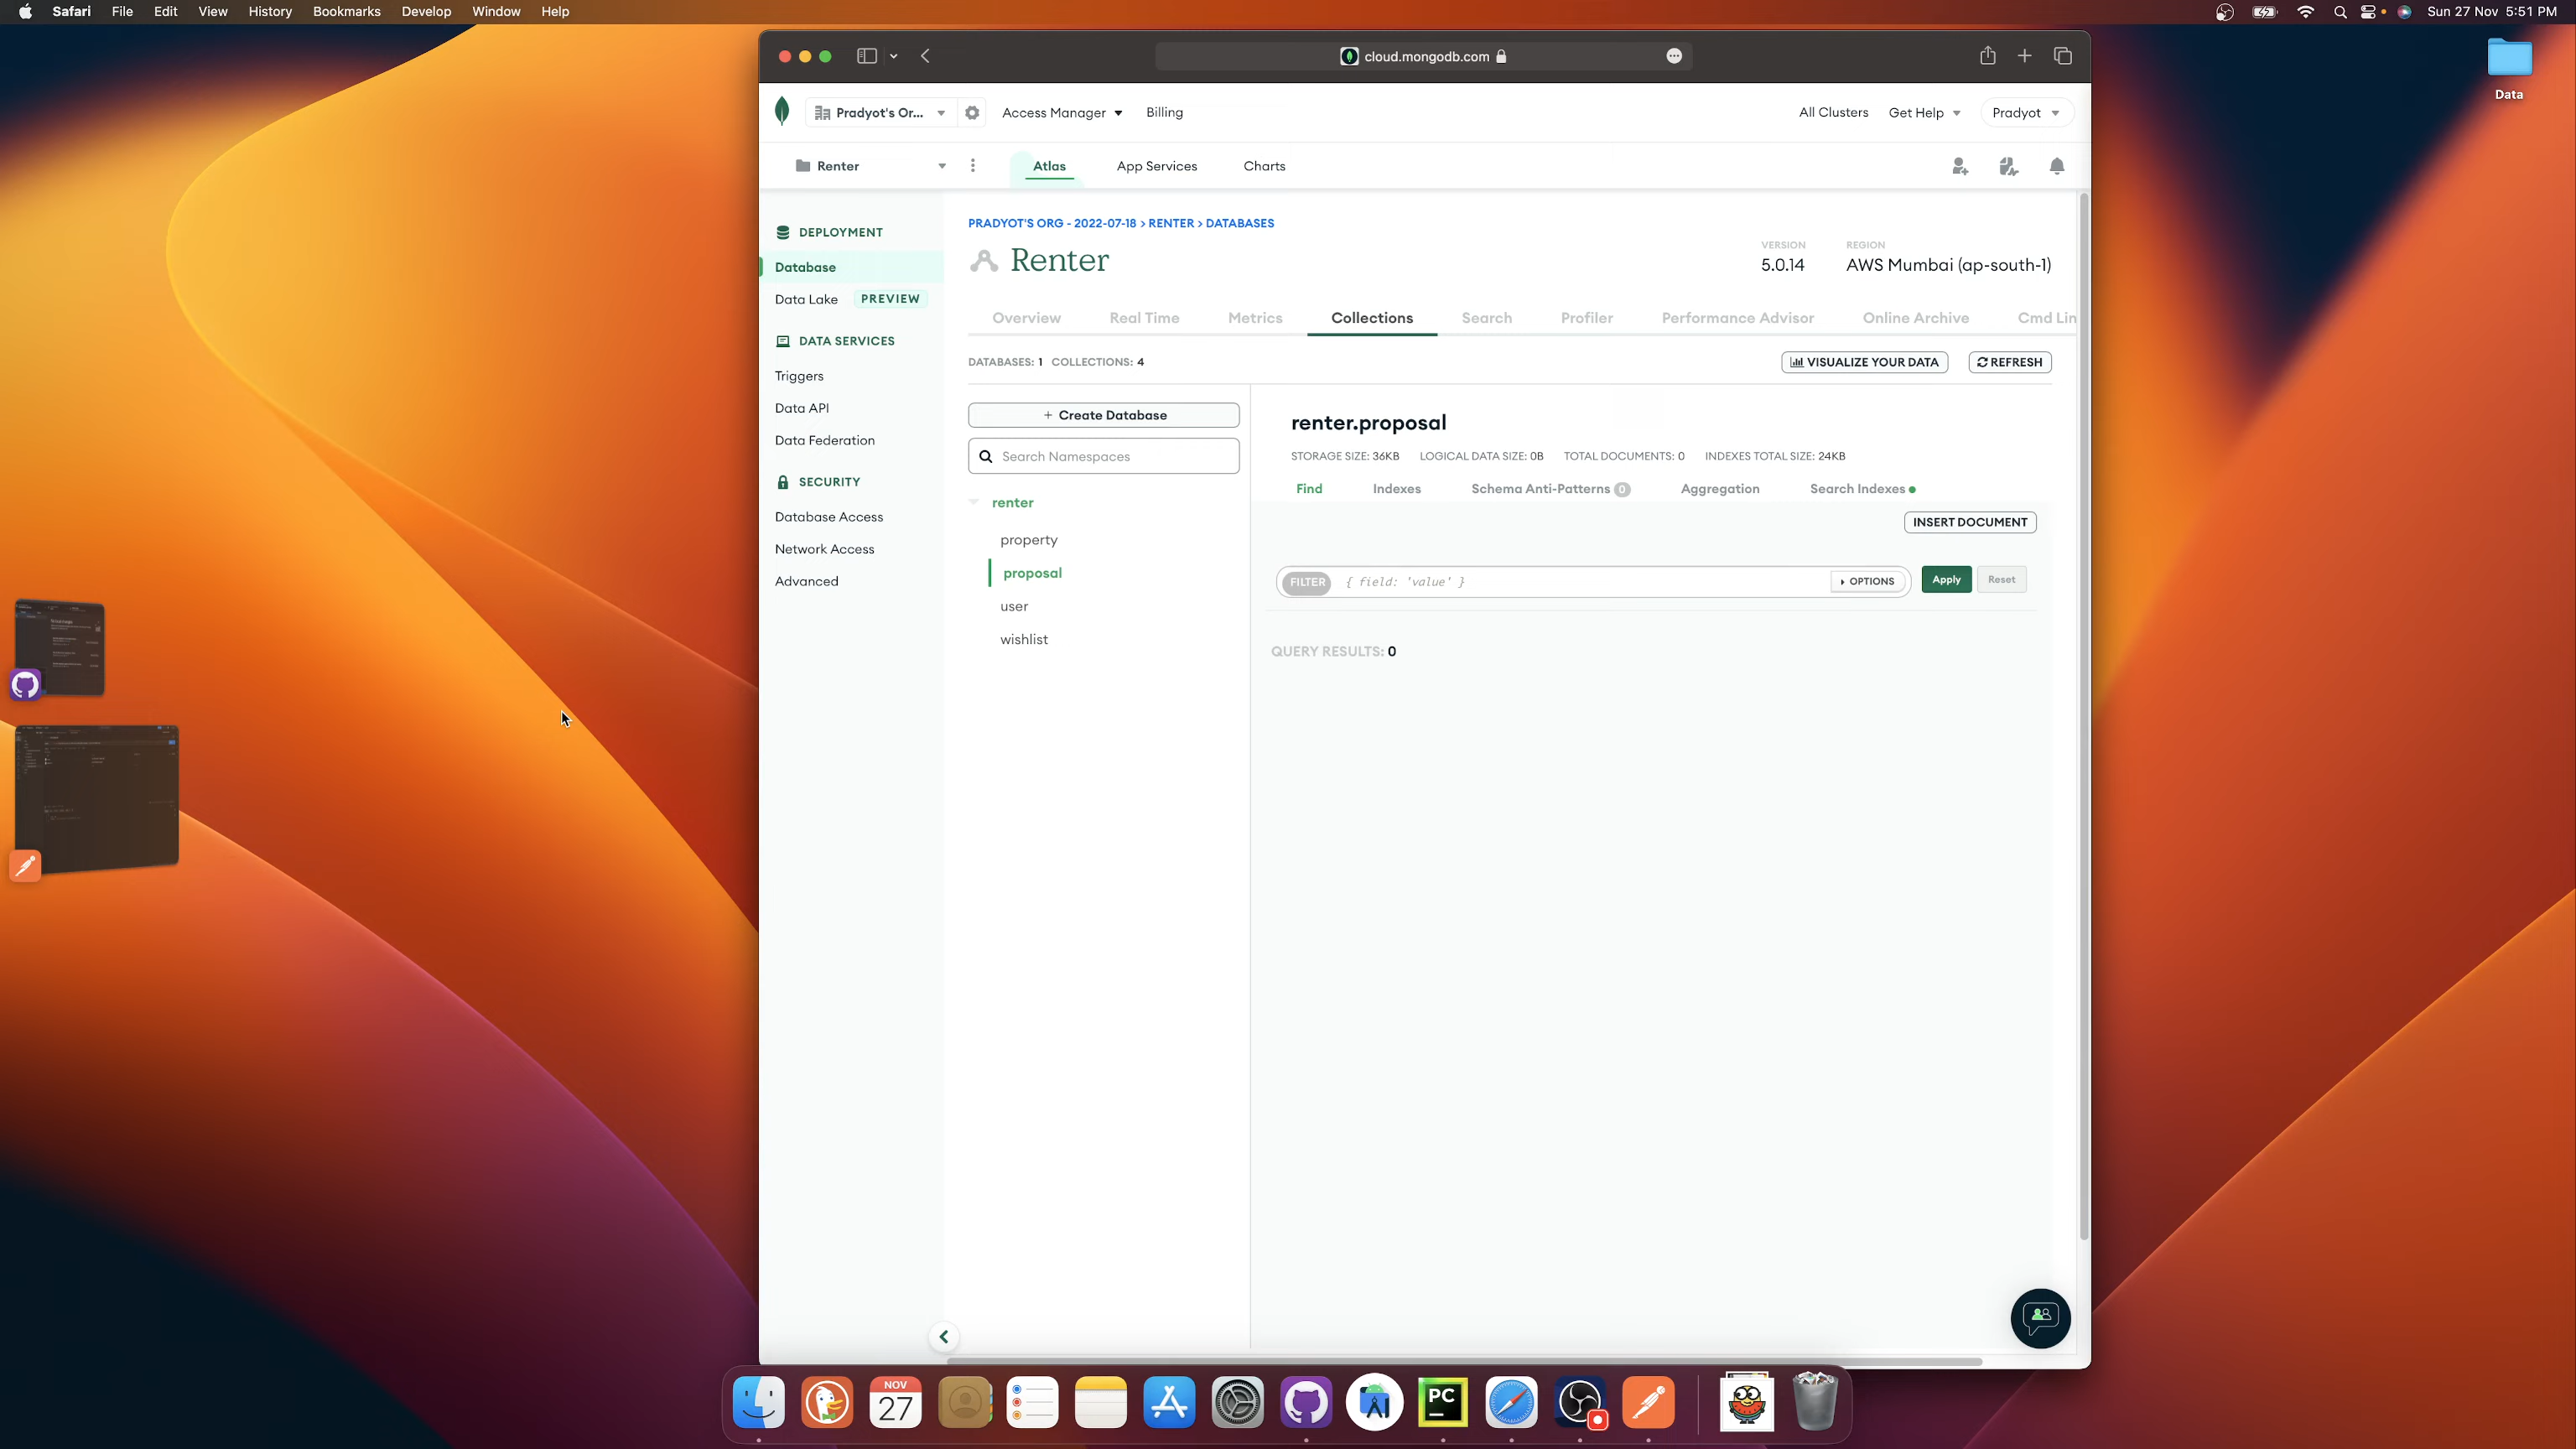 Safari File Edit View History Bookmarks Develop Window Help
Sun 27 Nov 5:51 PM
Data
cloud.mongodb.com
Pradyot's Or...
Access Manager
Billing
All Clusters
Get Help
Pradyot
Renter
Atlas
App Services
Charts
DEPLOYMENT
Database
Data Lake PREVIEW
DATA SERVICES
Triggers
Data API
Data Federation
SECURITY
Database Access
Network Access
Advanced
PRADYOT'S ORG - 2022-07-18 > RENTER > DATABASES
Renter
VERSION
5.0.14
REGION
AWS Mumbai (ap-south-1)
Overview Real Time Metrics Collections Search Profiler Performance Advisor Online Archive Cmd Lin
DATABASES: 1 COLLECTIONS: 4
VISUALIZE YOUR DATA
REFRESH
+ Create Database
Search Namespaces
renter
property
proposal
user
wishlist
renter.proposal
STORAGE SIZE: 36KB LOGICAL DATA SIZE: 0B TOTAL DOCUMENTS: 0 INDEXES TOTAL SIZE: 24KB
Find Indexes Schema Anti-Patterns 0 Aggregation Search Indexes
INSERT DOCUMENT
FILTER { field: 'value' }
OPTIONS
Apply
Reset
QUERY RESULTS: 0
NOV
27
PC